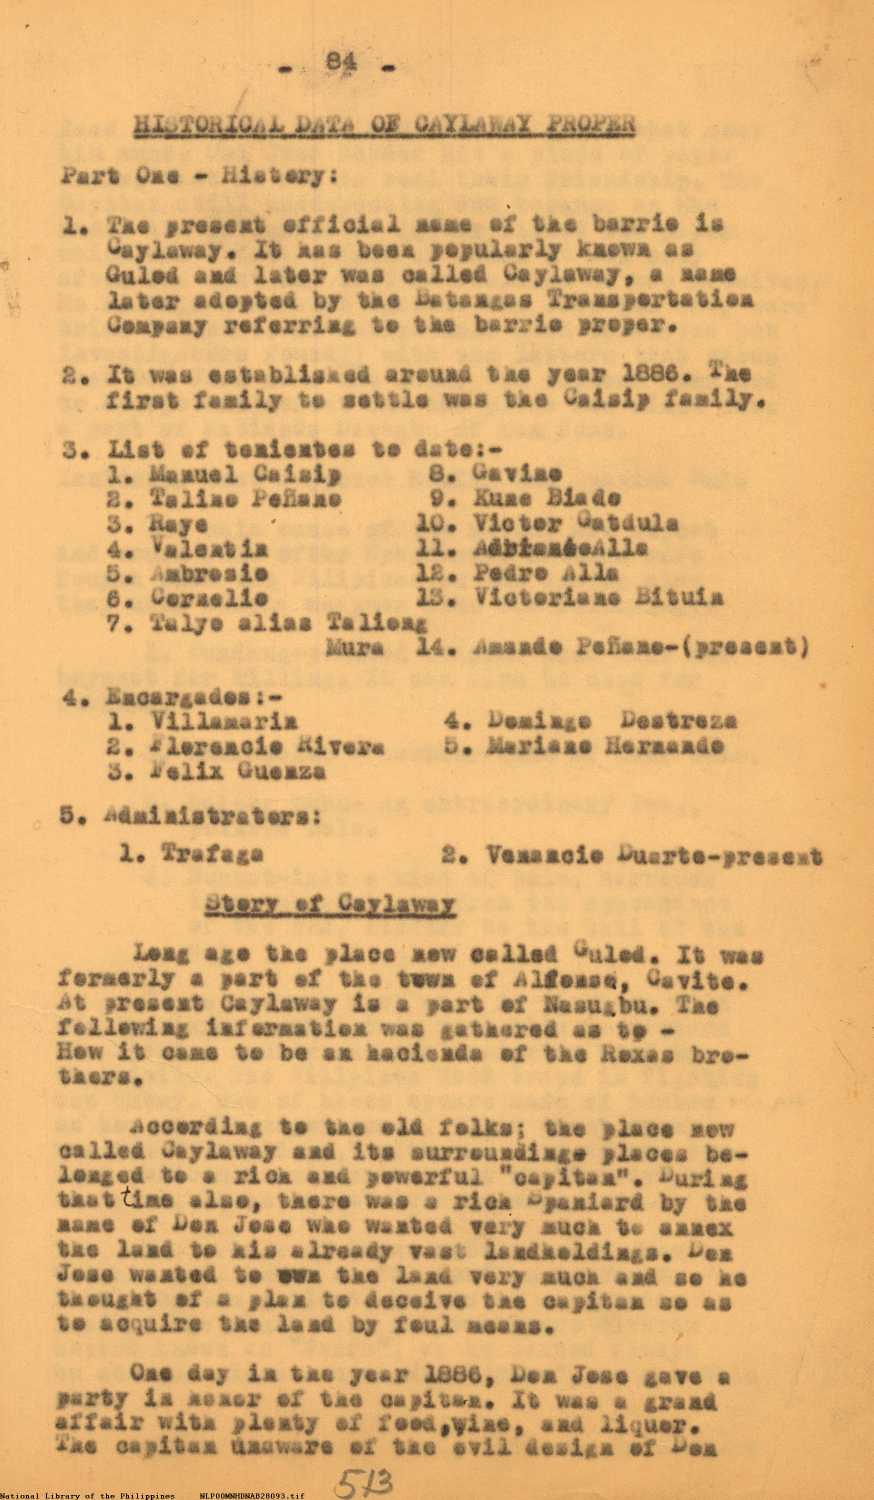 - 84 -
HISTORICAL DATA OF CAYLAWAY PROPER
Part One - History:
1. The present official name of the barrio is
Caylaway. It has been popularly known as
Guled and later was called Caylaway, a name
later adopted by the Batangas Transportation
Company referring to the barrio proper.
2. It was established around the year 1886. The
first family to settle was the Caisip family.
3. List of tenientes to date:-
1. Manuel Caisip 8. Gavino
2. Talino Peñano 9. Kuno Biado
3. Raye 10. Victor Catdula
4. Valentin 11. Alla
5. Ambrosio 12. Pedro Alla
6. Cornelio 13. Victoriano Bituin
7. Tulyo alias Taliong
Mura 14. Amando Peñano-(present)
4. Encargados:-
1. Villamarin 4. Domingo Destreza
2. Florencio Rivera 5. Mariano Hernando
3. Felix Guenza
5. Administrators:
1. Trafaga 2. Venancio Duarte-present
Story of Caylaway
Long ago the place now called Guled. It was
formerly a part of the town of Alfonso, Cavite.
At present Caylaway is a part of Nasugbu. The
following information was gathered as to -
How it came to be an hacienda of the Roxas bro-
thers.
According to the old folks; the place now
called Caylaway and its surroundings places be-
longed to a rich and powerful "capitan". During
that time also, there was a rich Spaniard by the
name of Don Jose who wanted very much to annex
the land to his already vast landholdings. Don
Jose wanted to own the land very much and so he
thought of a plan to deceive the capitan so as
to acquire the land by foul means.
One day in the year 1886, Don Jose gave a
party in honor of the capitan. It was a grand
affair with plenty of food,wine, and liquor.
The capitan unaware of the evil design of Don
513
National Library of the Philippines NLP00MNHDNAB28093.tif